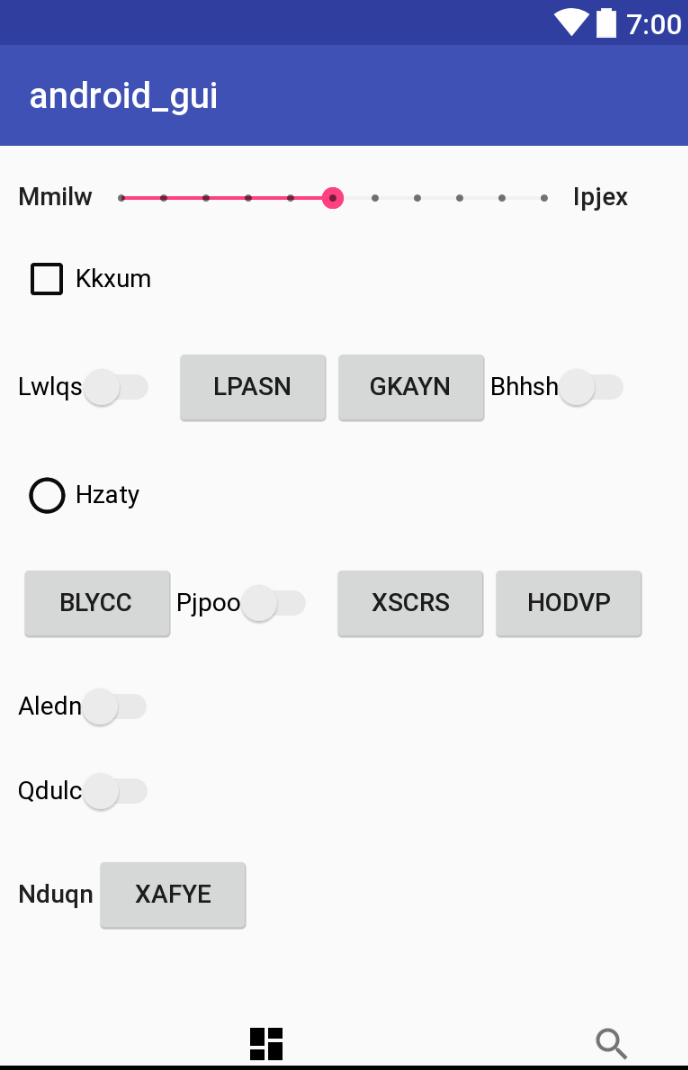 7:00
android_gui
Mmilw Ipjex
Kkxum
Lwlqs LPASN GKAYN Bhhsh
Hzaty
BLYCC Pjpoo XSCRS HODVP
Aledn
Qdulc
Nduqn XAFYE